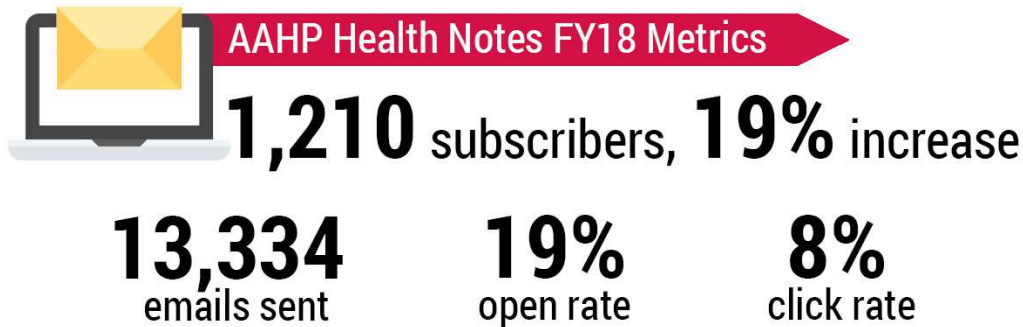 AAHP Health Notes FY18 Metrics
1,210 subscribers, 19% increase
13,334 19% 8%
emails sent open rate click rate